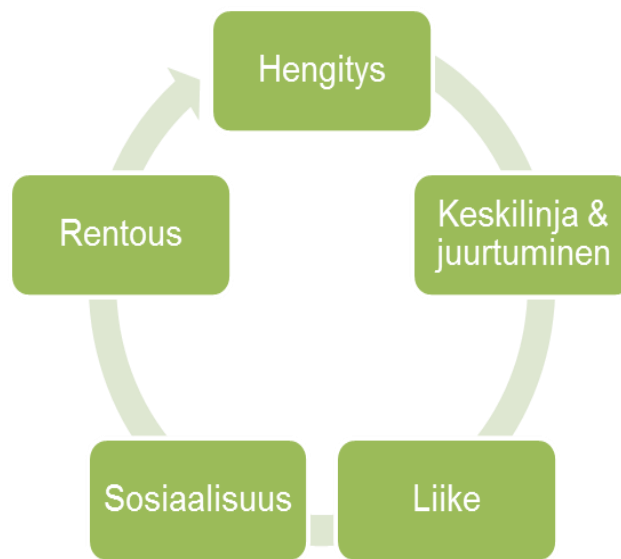 Hengitys
Keskilinja &
juurtuminen
Liike
Sosiaalisuus
Rentous